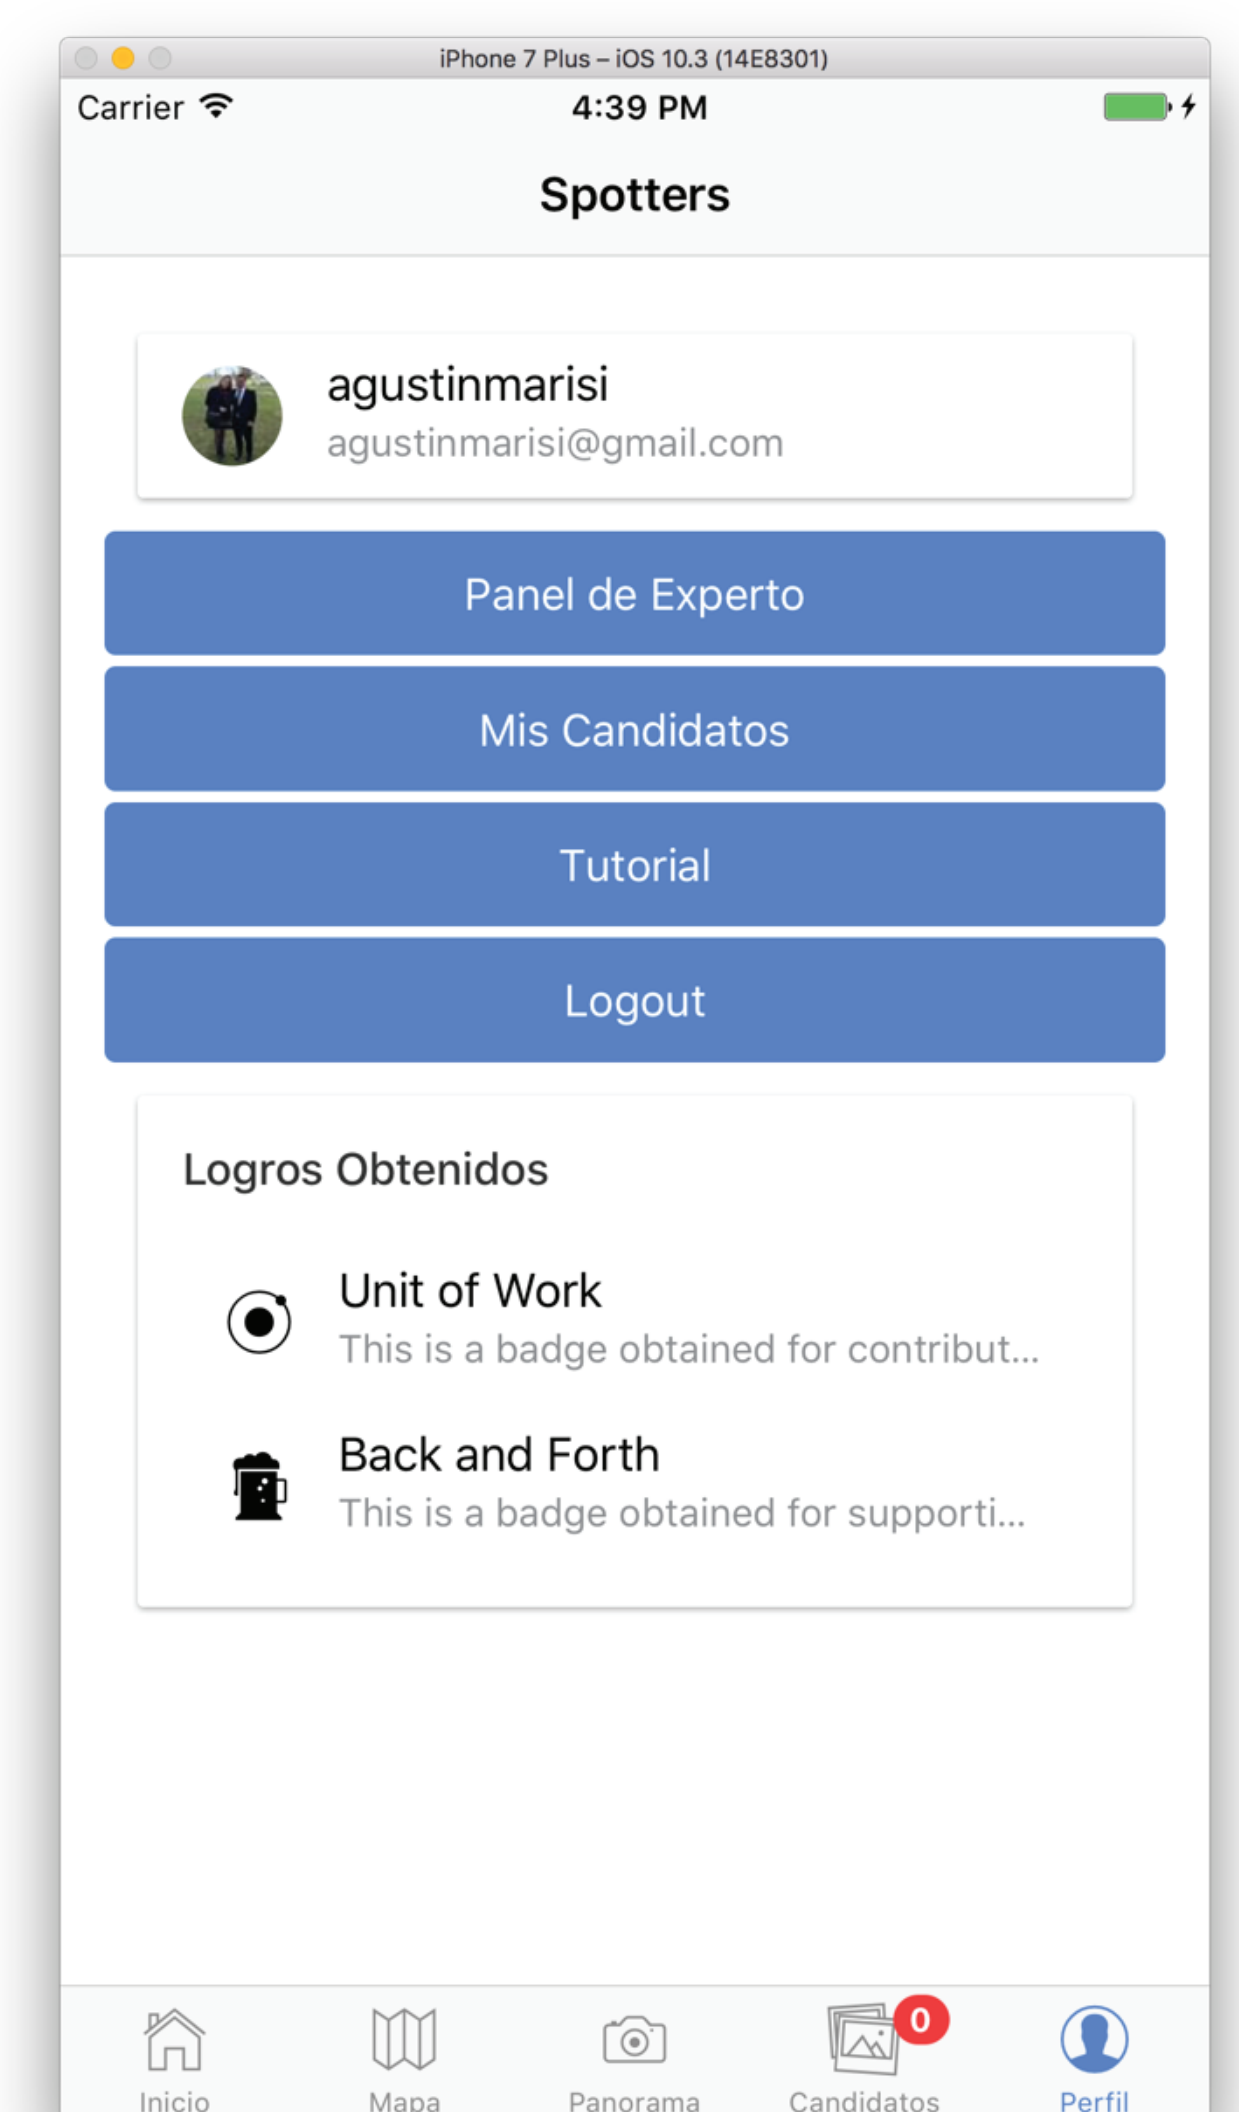 iPhone 7 Plus – iOS 10.3 (14E8301)
Carrier 4:39 PM
Spotters
agustinmarisi
agustinmarisi@gmail.com
Panel de Experto
Mis Candidatos
Tutorial
Logout
Logros Obtenidos
Unit of Work
This is a badge obtained for contribut...
Back and Forth
This is a badge obtained for supporti...
0
Inicio Mapa Panorama Candidatos Perfil